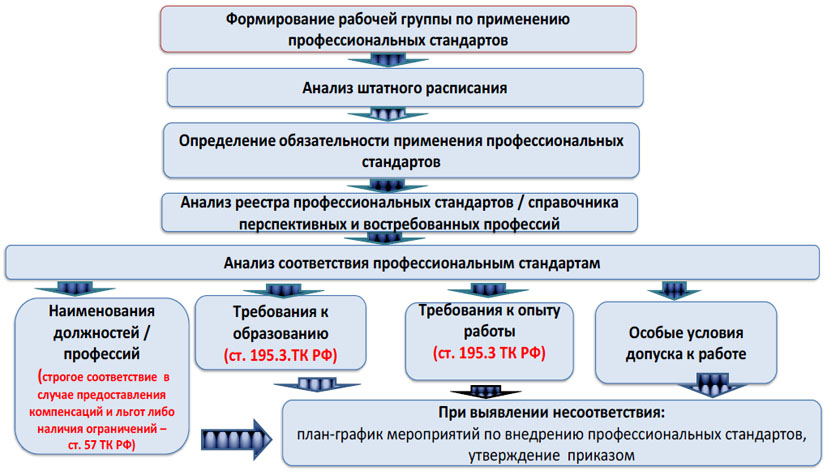 Формирование рабочей группы по применению
профессиональных стандартов
Анализ штатного расписания
Определение обязательности применения профессиональных
стандартов
Анализ реестра профессиональных стандартов / справочника
перспективных и востребованных профессий
Анализ соответствия профессиональным стандартам
Наименования
должностей /
профессий
(строгое соответствие в
случае предоставления
компенсаций и льгот либо
наличия ограничений –
ст. 57 ТК РФ)
Требования к
образованию
(ст. 195.3.ТК РФ)
Требования к опыту
работы
(ст. 195.3 ТК РФ)
Особые условия
допуска к работе
При выявлении несоответствия:
план-график мероприятий по внедрению профессиональных стандартов,
утверждение приказом